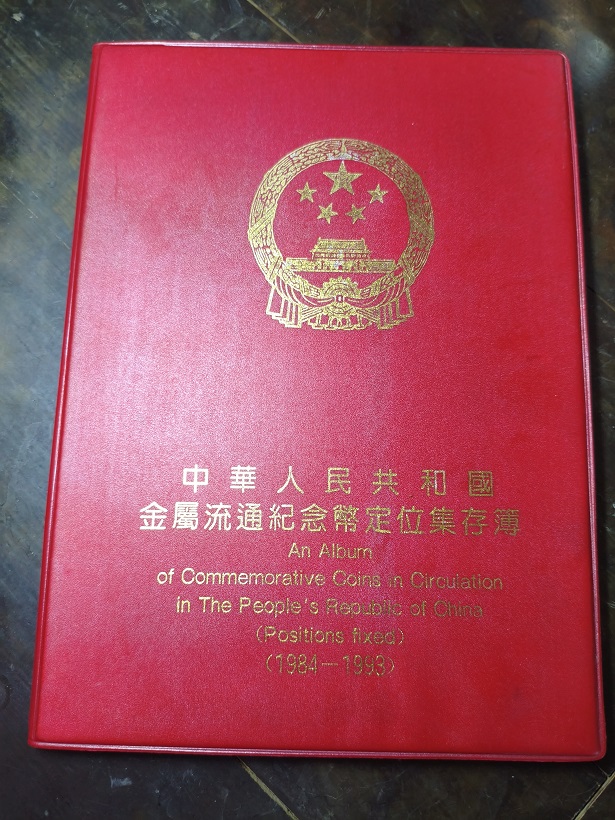 中華人民共和國
金屬流通紀念幣定位集存簿
An Album
of Commemorative Coins in Circulation
in The People's Republic of China
(Positions fixed)
(1984—1993)